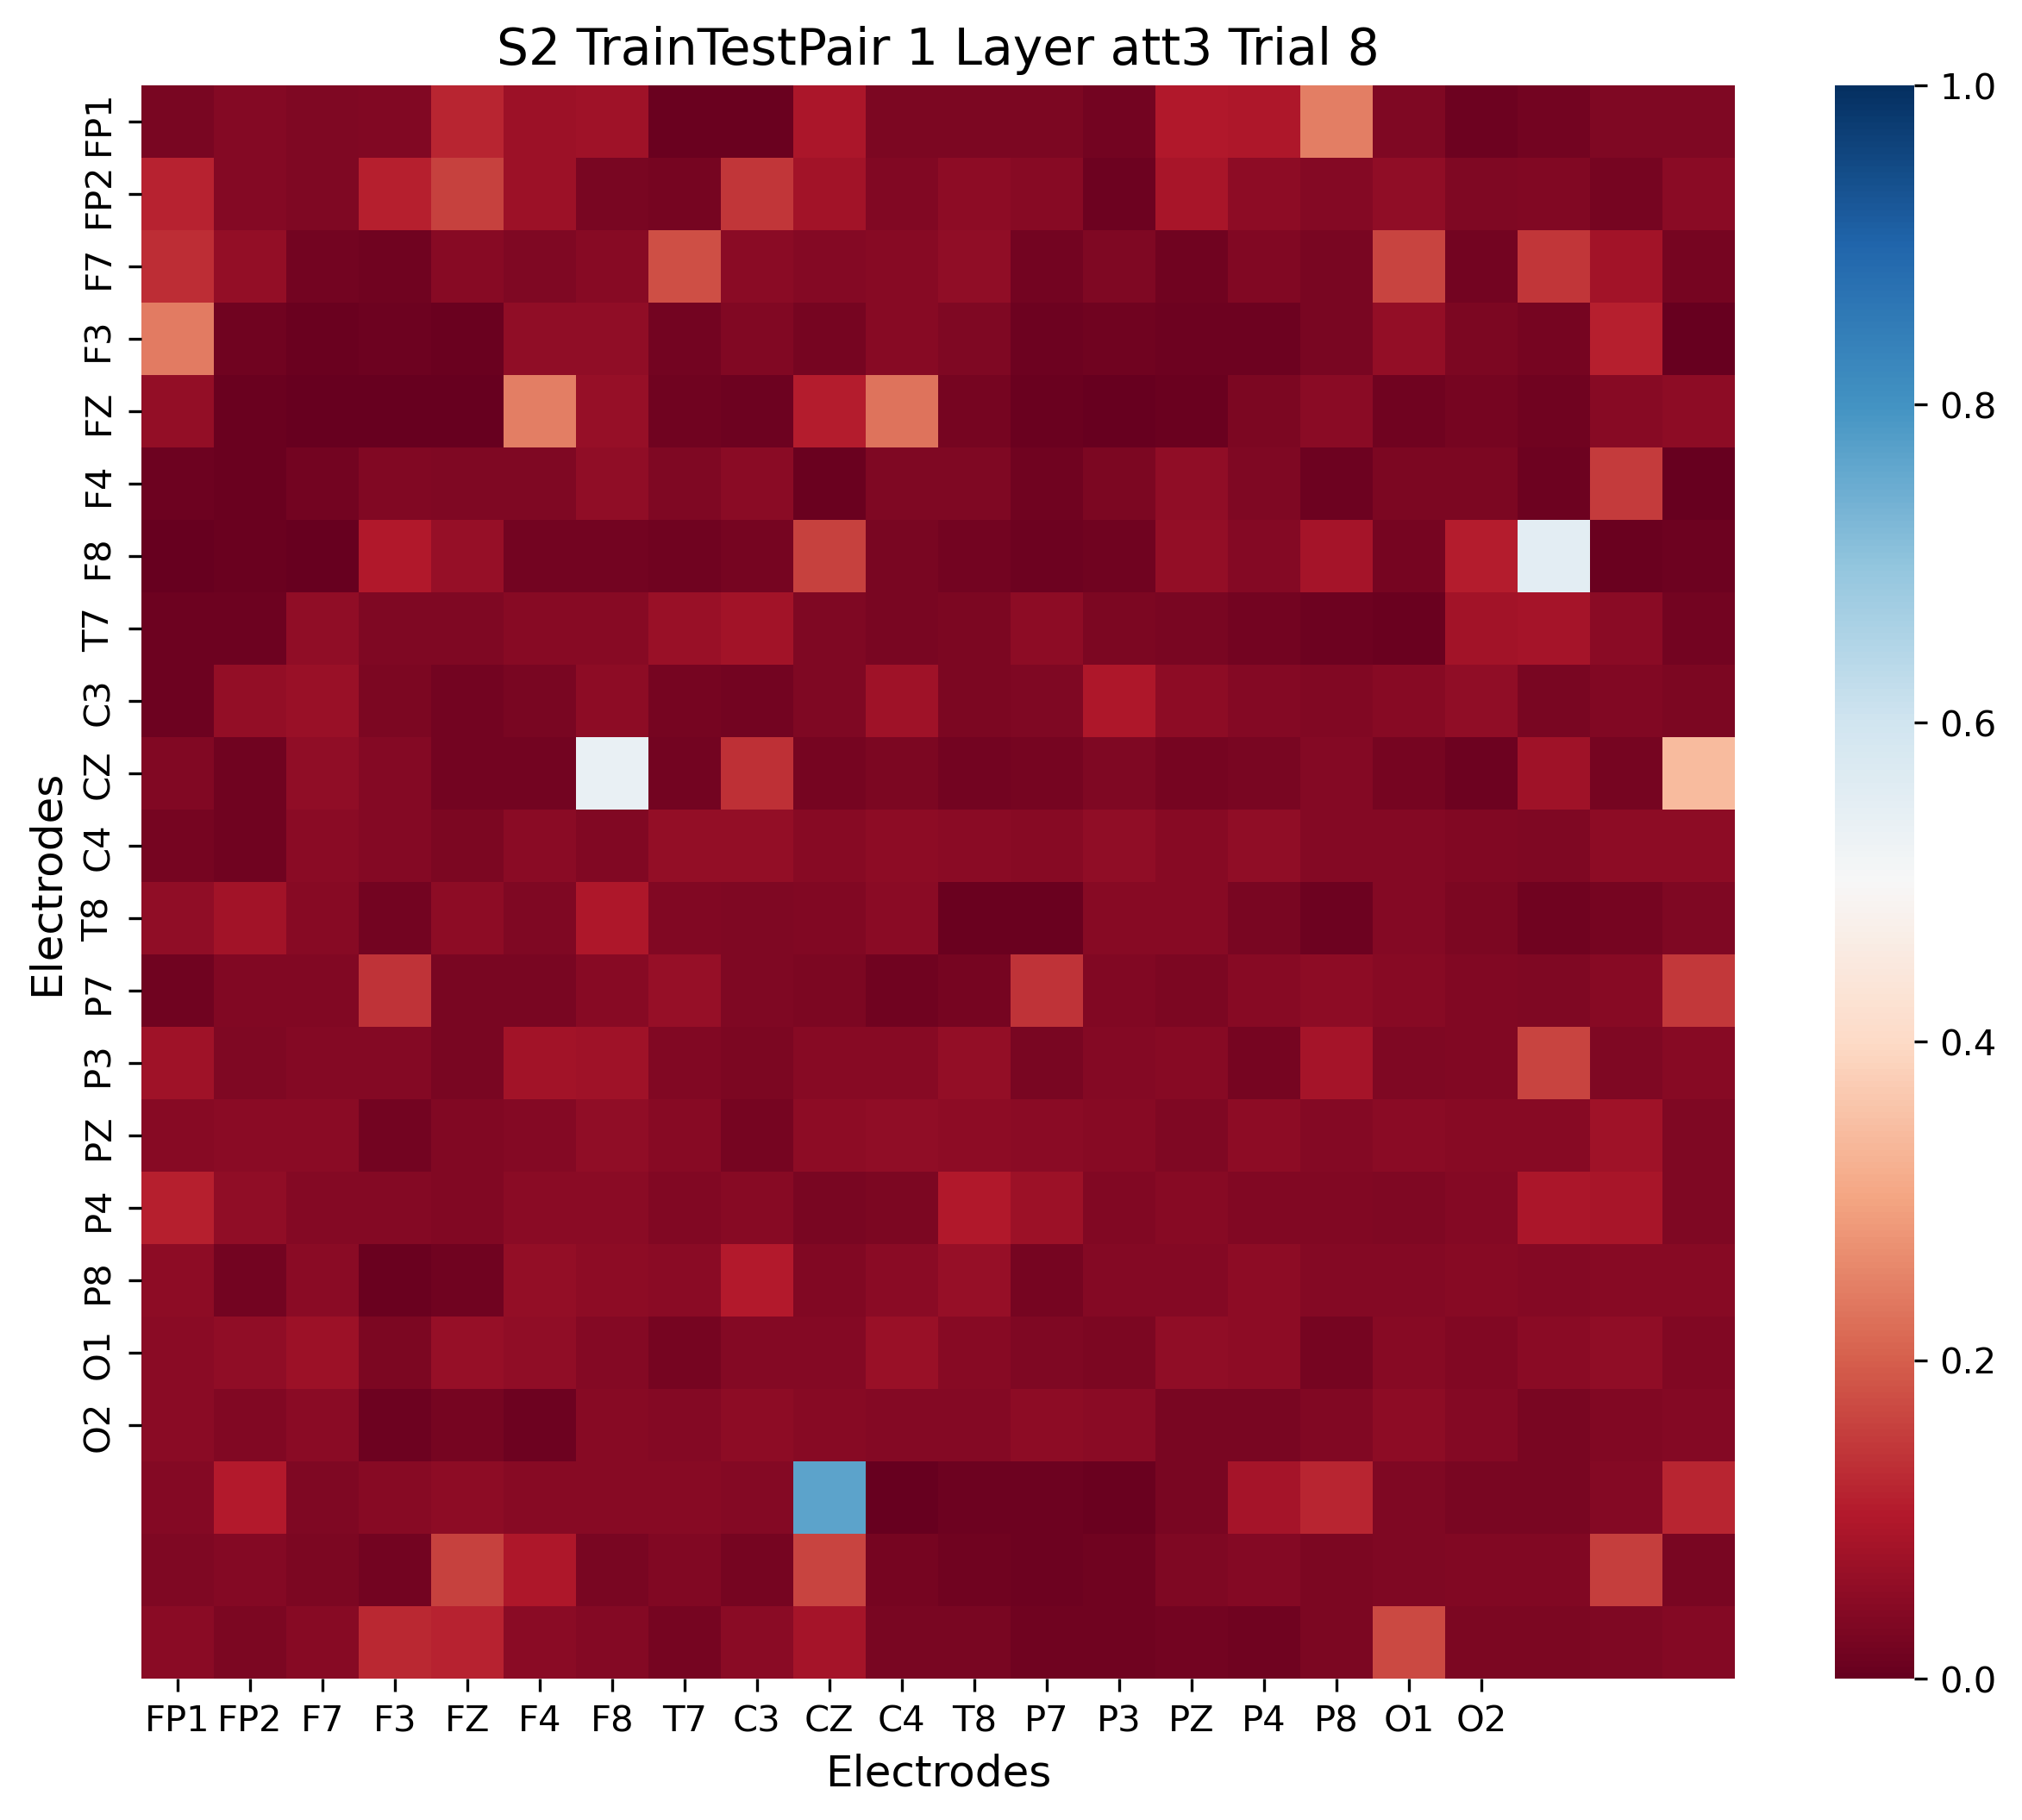 S2 TrainTestPair 1 Layer att3 Trial 8
Electrodes
FP1
FP2
F7
F3
FZ
F4
F8
T7
C3
CZ
C4
T8
P7
P3
PZ
P4
P8
O1
O2
FP1 FP2 F7 F3 FZ F4 F8 T7 C3 CZ C4 T8 P7 P3 PZ P4 P8 O1 O2
Electrodes
1.0
0.8
0.6
0.4
0.2
0.0